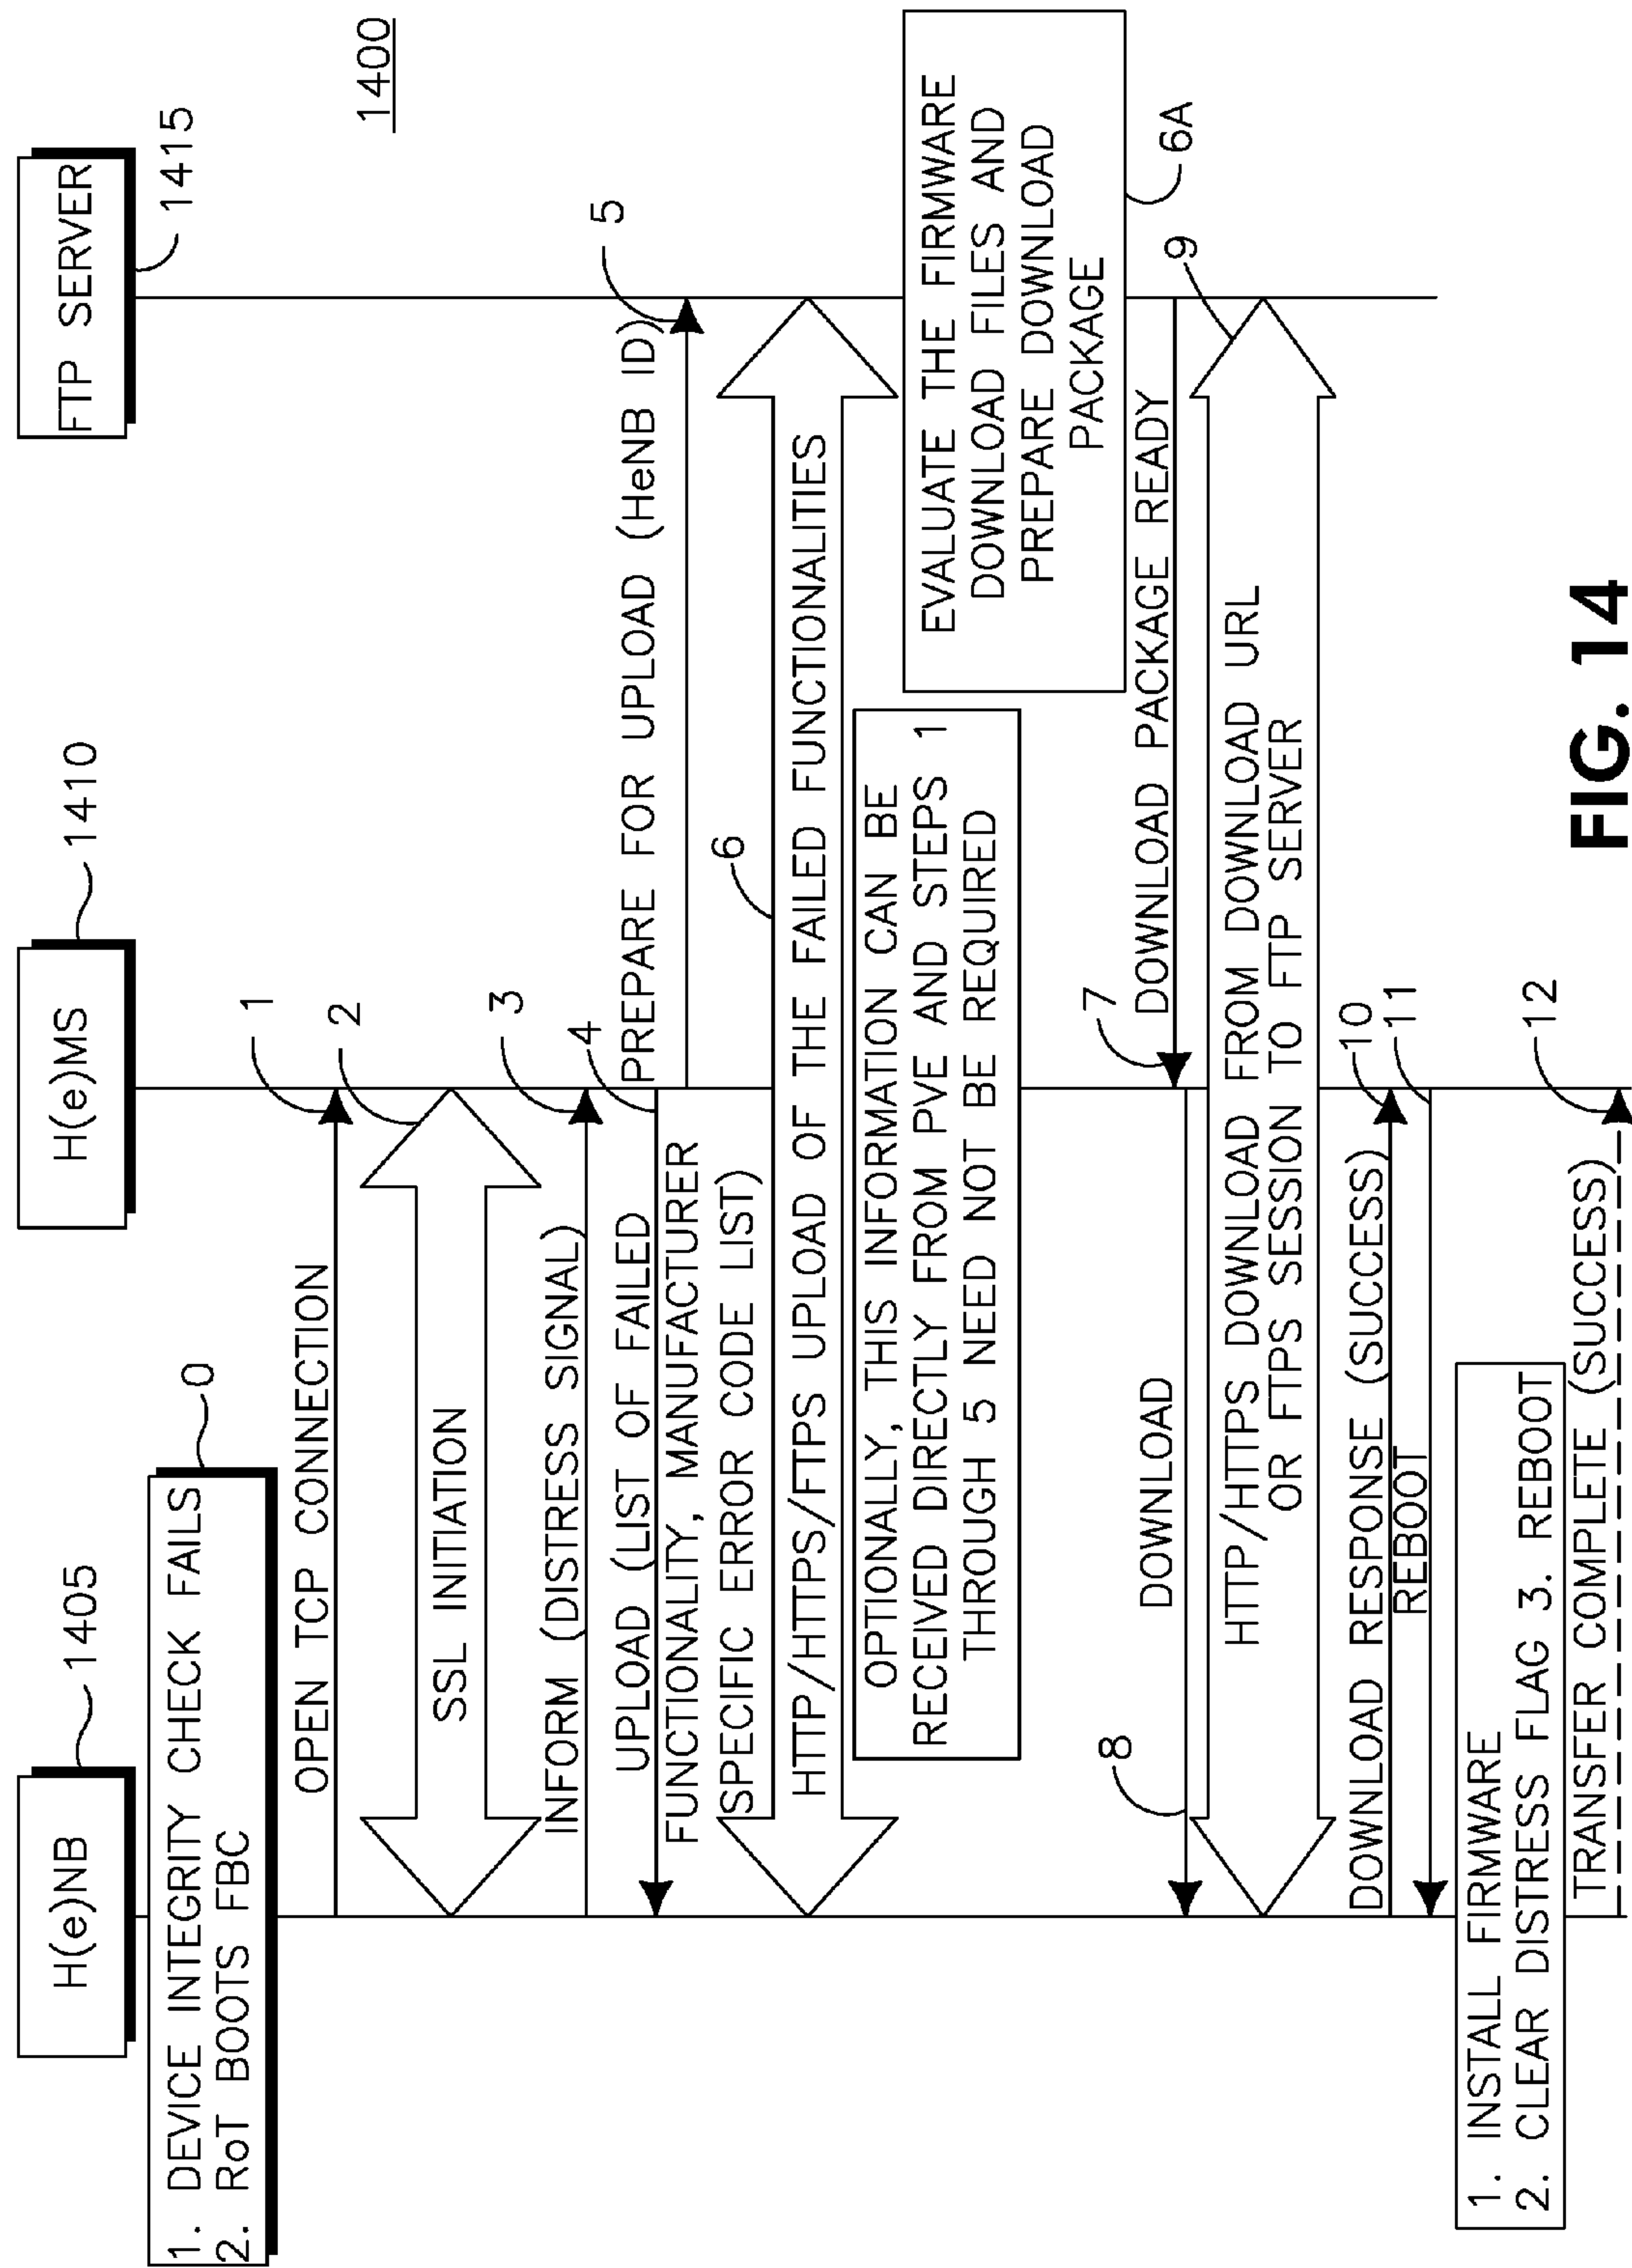 H(e)NB
1405
H(e)MS
1410
FTP SERVER
1415
1400
1. DEVICE INTEGRITY CHECK FAILS
2. RoT BOOTS FBC
0
OPEN TCP CONNECTION
1
SSL INITIATION
2
INFORM (DISTRESS SIGNAL)
3
UPLOAD (LIST OF FAILED
FUNCTIONALITY, MANUFACTURER
SPECIFIC ERROR CODE LIST)
4
PREPARE FOR UPLOAD (HeNB ID)
5
HTTP/HTTPS/FTPS UPLOAD OF THE FAILED FUNCTIONALITIES
6
OPTIONALLY, THIS INFORMATION CAN BE
RECEIVED DIRECTLY FROM PVE AND STEPS 1
THROUGH 5 NEED NOT BE REQUIRED
EVALUATE THE FIRMWARE
DOWNLOAD FILES AND
PREPARE DOWNLOAD
PACKAGE
6A
DOWNLOAD PACKAGE READY
7
DOWNLOAD
8
HTTP/HTTPS DOWNLOAD FROM DOWNLOAD URL
OR FTPS SESSION TO FTP SERVER
9
DOWNLOAD RESPONSE (SUCCESS)
10
REBOOT
11
1. INSTALL FIRMWARE
2. CLEAR DISTRESS FLAG 3. REBOOT
TRANSFER COMPLETE (SUCCESS)
12
FIG. 14